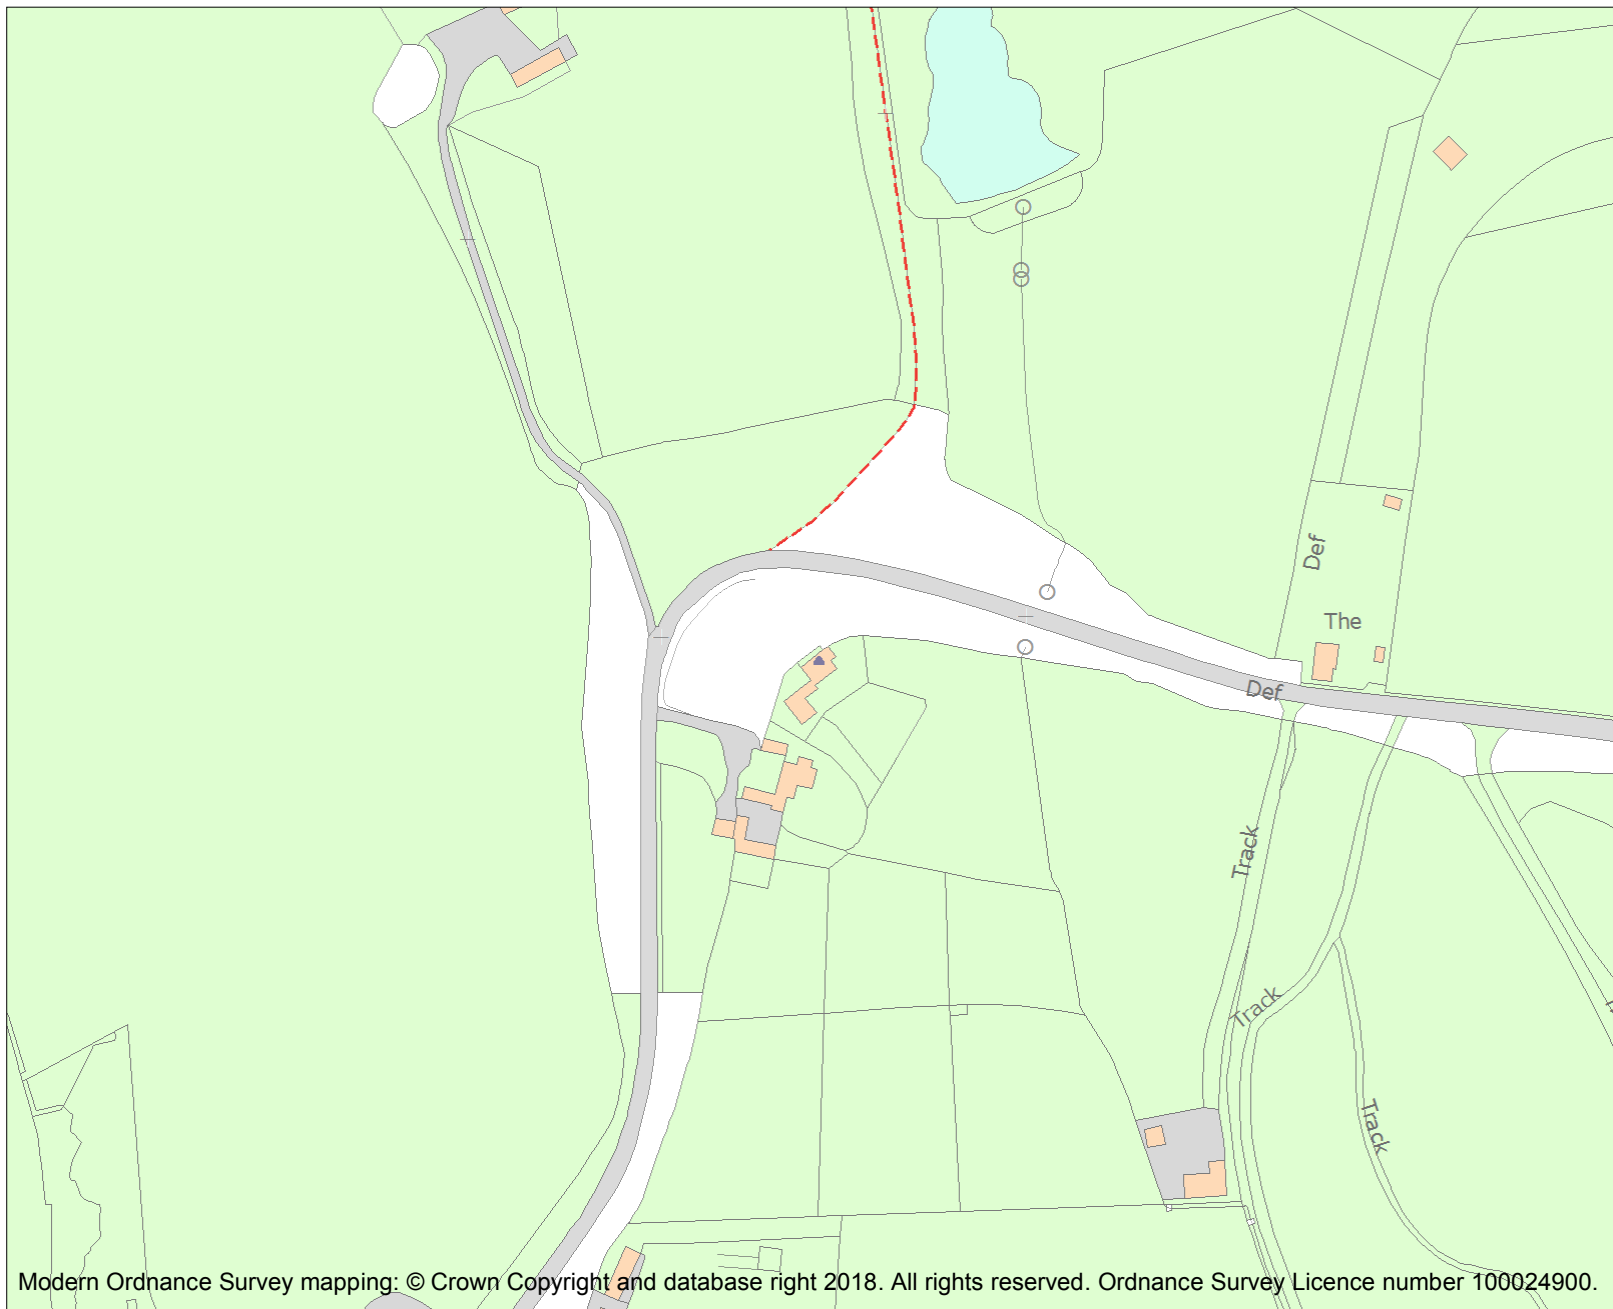 Def
The
Def
Track
Track
Track
Modern Ordnance Survey mapping: © Crown Copyright and database right 2018. All rights reserved. Ordnance Survey Licence number 100024900.